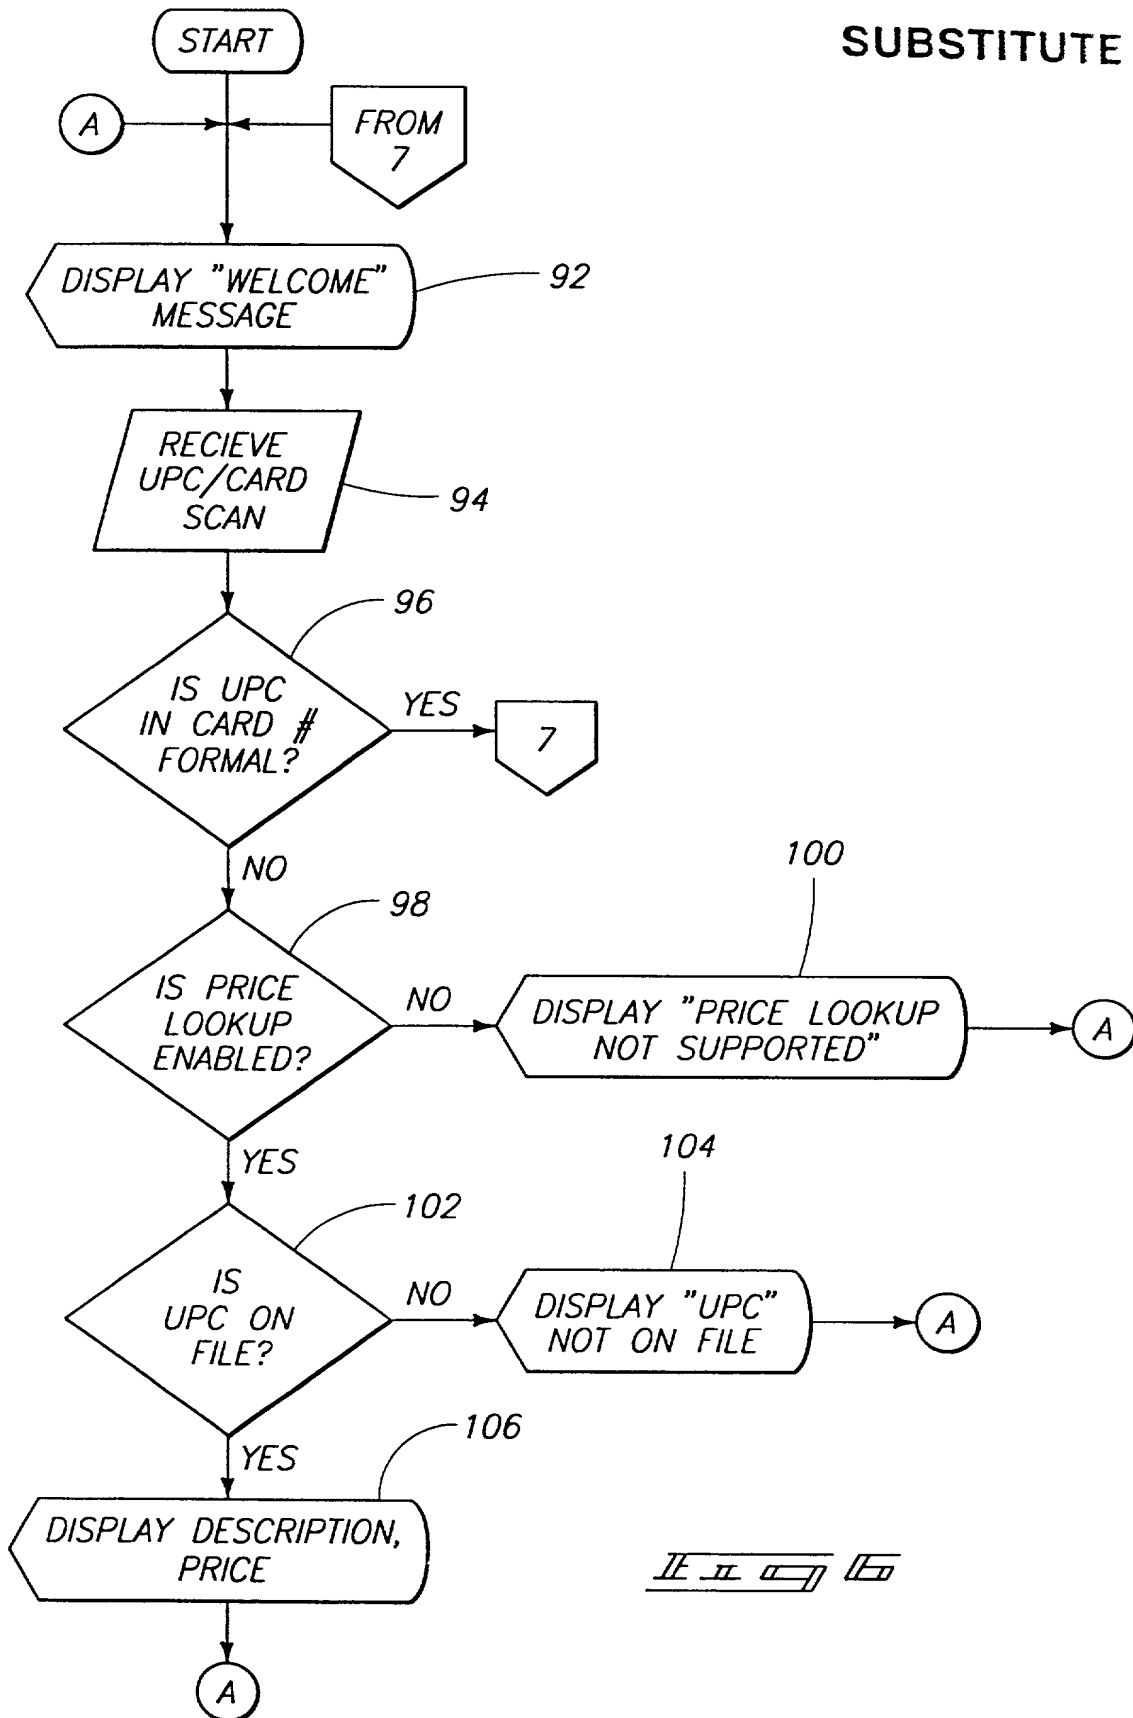 START
SUBSTITUTE
A
FROM
7
DISPLAY "WELCOME"
MESSAGE
92
RECIEVE
UPC/CARD
SCAN
94
96
IS UPC
IN CARD #
FORMAL?
YES
7
NO
98
100
IS PRICE
LOOKUP
ENABLED?
NO
DISPLAY "PRICE LOOKUP
NOT SUPPORTED"
A
YES
102
104
IS
UPC ON
FILE?
NO
DISPLAY "UPC"
NOT ON FILE
A
YES
106
DISPLAY DESCRIPTION,
PRICE
A
Fig 6